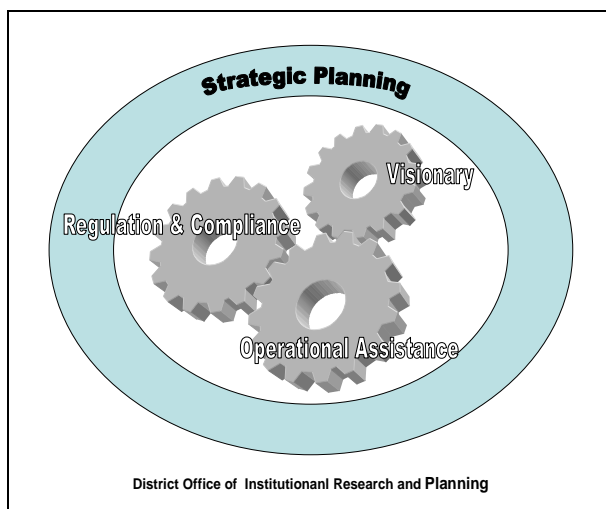 Strategic Planning
Visionary
Regulation & Compliance
Operational Assistance
District Office of Institutionanl Research and Planning